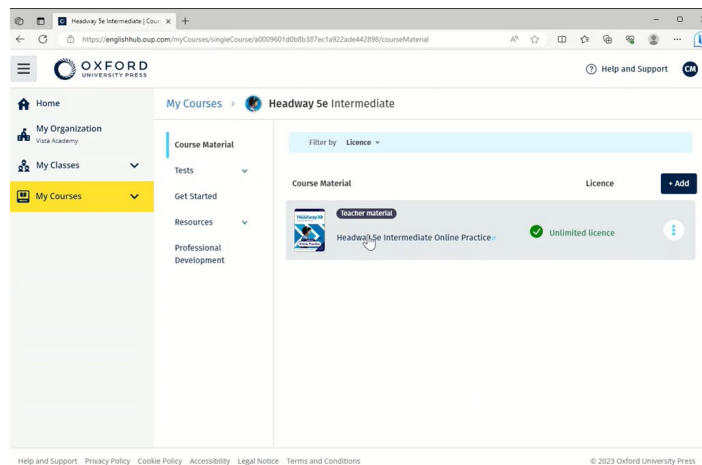 Headway 5e Intermediate | Cour
https://englishhub.oup.com/myCourses/singleCourse/a0009601d0b8b387ec1a922ade442898/courseMaterial
OXFORD
UNIVERSITY PRESS
Help and Support
CM
Home
My Organization
Vista Academy
My Classes
My Courses
My Courses > Headway 5e Intermediate
Course Material
Tests
Get Started
Resources
Professional
Development
Filter by Licence
Course Material
Licence
+ Add
Headway
Online Practice
Teacher material
Headway 5e Intermediate Online Practice
Unlimited licence
Help and Support Privacy Policy Cookie Policy Accessibility Legal Notice Terms and Conditions
© 2023 Oxford University Press